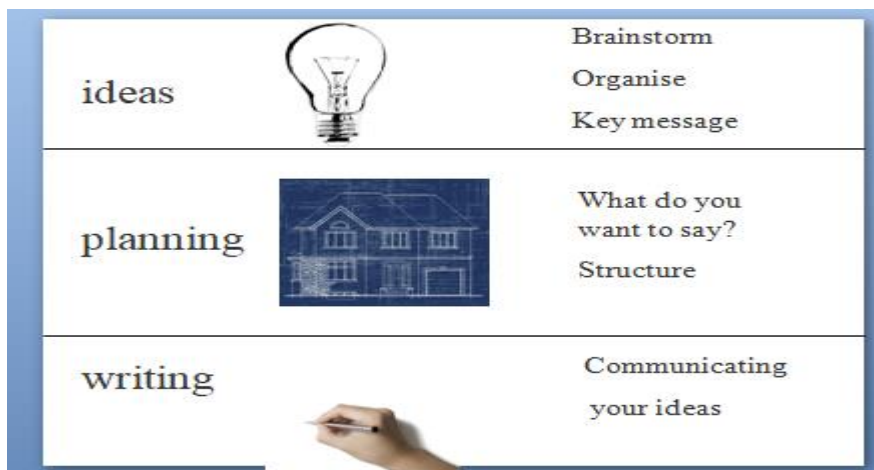 ideas
Brainstorm
Organise
Key message
planning
What do you
want to say?
Structure
writing
Communicating
your ideas